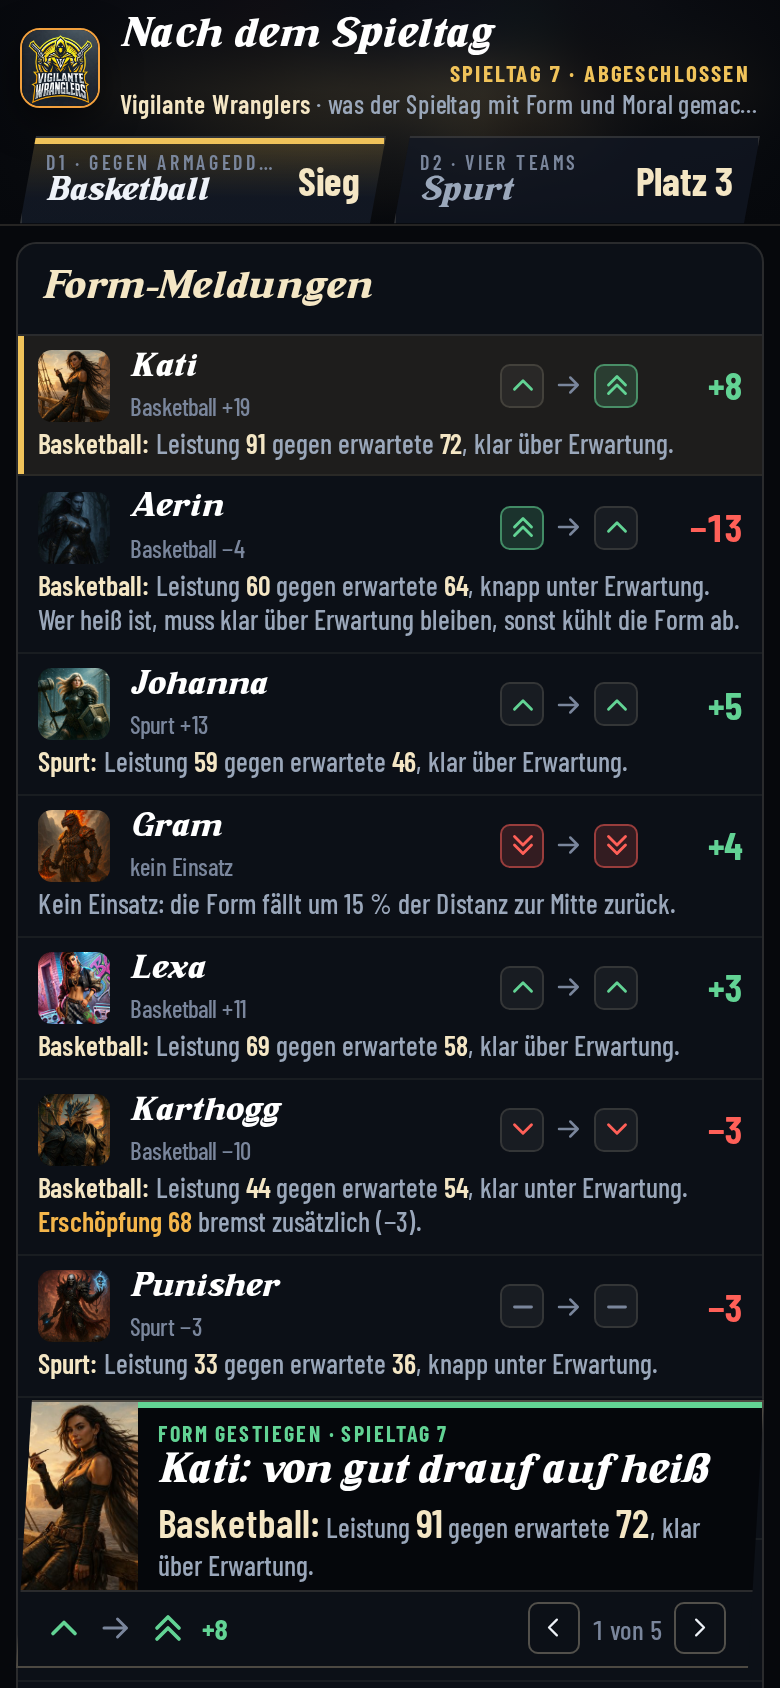 VIGILANTE
WRANGLERS
Nach dem Spieltag
SPIELTAG 7 · ABGESCHLOSSEN
Vigilante Wranglers · was der Spieltag mit Form und Moral gemac…
D1 · GEGEN ARMAGEDD…
Basketball
Sieg
D2 · VIER TEAMS
Spurt
Platz 3
Form-Meldungen
Kati
Basketball +19
+8
Basketball: Leistung 91 gegen erwartete 72, klar über Erwartung.
Aerin
Basketball −4
−13
Basketball: Leistung 60 gegen erwartete 64, knapp unter Erwartung.
Wer heiß ist, muss klar über Erwartung bleiben, sonst kühlt die Form ab.
Johanna
Spurt +13
+5
Spurt: Leistung 59 gegen erwartete 46, klar über Erwartung.
Gram
kein Einsatz
+4
Kein Einsatz: die Form fällt um 15 % der Distanz zur Mitte zurück.
Lexa
Basketball +11
+3
Basketball: Leistung 69 gegen erwartete 58, klar über Erwartung.
Karthogg
Basketball −10
−3
Basketball: Leistung 44 gegen erwartete 54, klar unter Erwartung.
Erschöpfung 68 bremst zusätzlich (−3).
Punisher
Spurt −3
−3
Spurt: Leistung 33 gegen erwartete 36, knapp unter Erwartung.
FORM GESTIEGEN · SPIELTAG 7
Kati: von gut drauf auf heiß
Basketball: Leistung 91 gegen erwartete 72, klar
über Erwartung.
+8
1 von 5